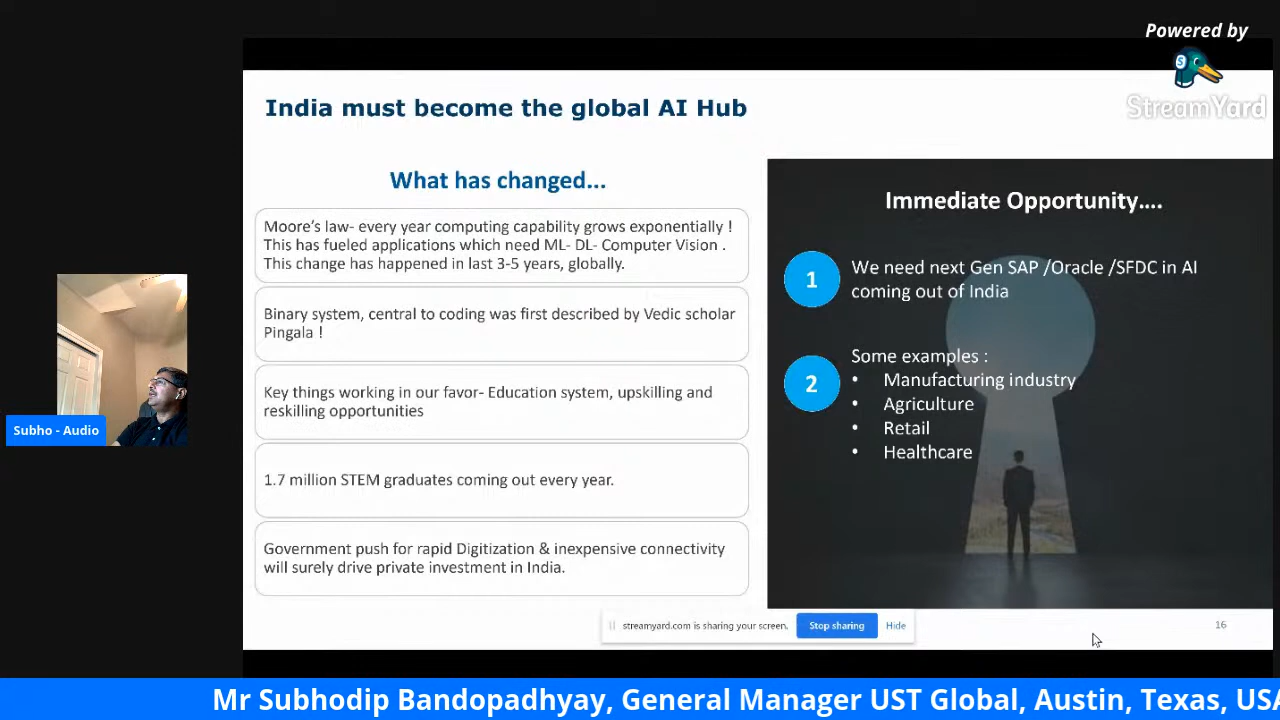 Powered by
S
StreamYard
India must become the global AI Hub
What has changed...
Moore's law- every year computing capability grows exponentially !
This has fueled applications which need ML- DL- Computer Vision .
This change has happened in last 3-5 years, globally.
Binary system, central to coding was first described by Vedic scholar
Pingala !
Key things working in our favor- Education system, upskilling and
reskilling opportunities
1.7 million STEM graduates coming out every year.
Government push for rapid Digitization & inexpensive connectivity
will surely drive private investment in India.
Immediate Opportunity....
1
We need next Gen SAP /Oracle /SFDC in AI
coming out of India
2
Some examples :
• Manufacturing industry
• Agriculture
• Retail
• Healthcare
Subho - Audio
streamyard.com is sharing your screen. Stop sharing Hide
16
Mr Subhodip Bandopadhyay, General Manager UST Global, Austin, Texas, USA